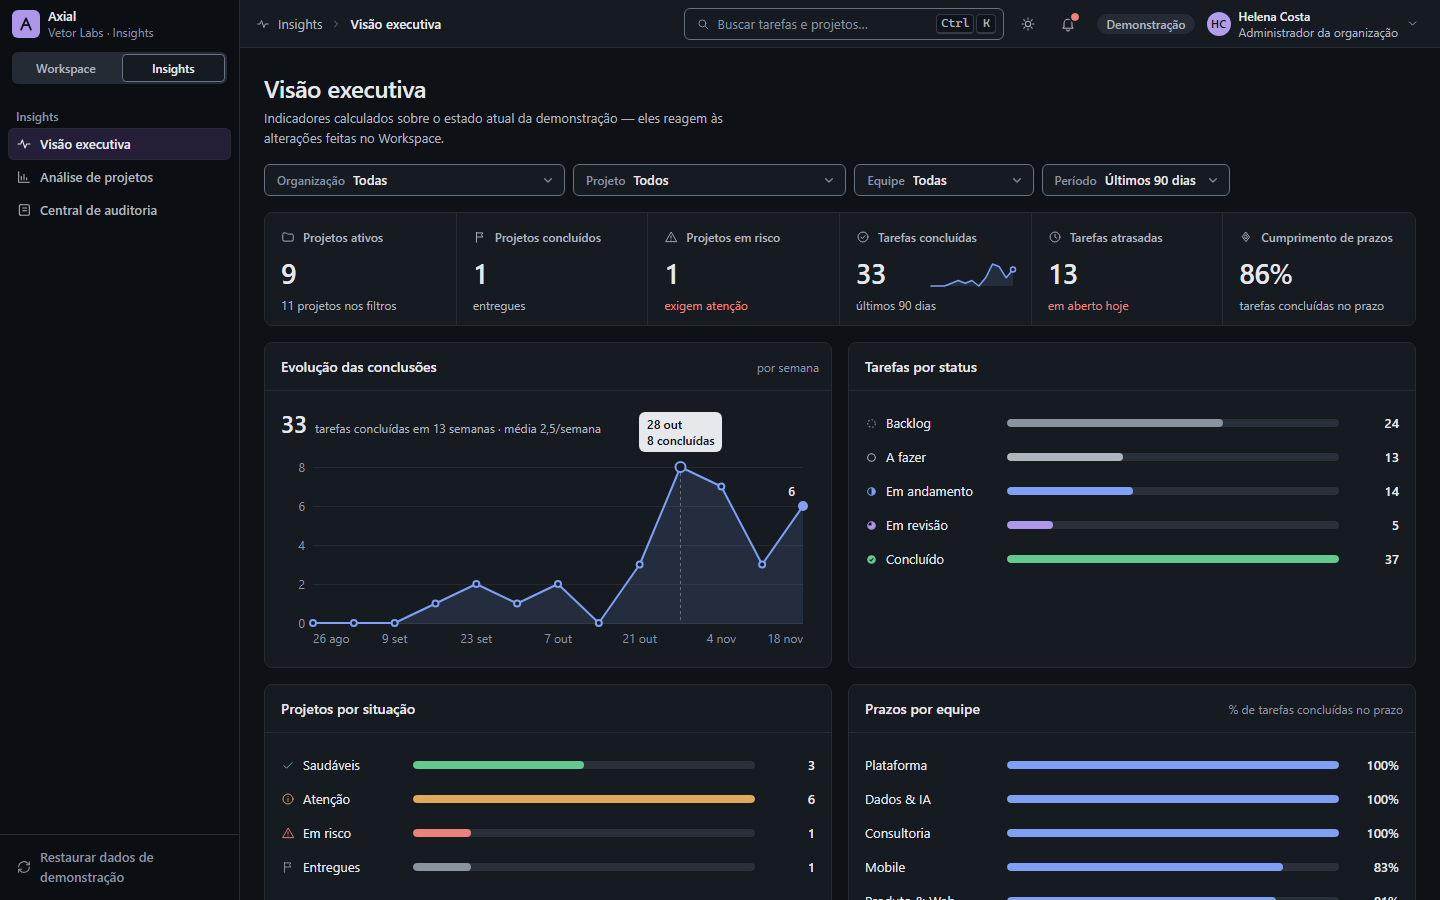 Axial
Vetor Labs · Insights
Workspace
Insights
Insights
Visão executiva
Análise de projetos
Central de auditoria
Restaurar dados de
demonstração
Insights
Visão executiva
Buscar tarefas e projetos...
Ctrl K
Demonstração
HC
Helena Costa
Administrador da organização
Visão executiva
Indicadores calculados sobre o estado atual da demonstração — eles reagem às
alterações feitas no Workspace.
Organização Todas
Projeto Todos
Equipe Todas
Período Últimos 90 dias
Projetos ativos
9
11 projetos nos filtros
Projetos concluídos
1
entregues
Projetos em risco
1
exigem atenção
Tarefas concluídas
33
últimos 90 dias
Tarefas atrasadas
13
em aberto hoje
Cumprimento de prazos
86%
tarefas concluídas no prazo
Evolução das conclusões
por semana
33 tarefas concluídas em 13 semanas · média 2,5/semana
28 out
8 concluídas
8
6
4
2
0
6
26 ago
9 set
23 set
7 out
21 out
4 nov
18 nov
Tarefas por status
Backlog 24
A fazer 13
Em andamento 14
Em revisão 5
Concluído 37
Projetos por situação
Saudáveis 3
Atenção 6
Em risco 1
Entregues 1
Prazos por equipe
% de tarefas concluídas no prazo
Plataforma 100%
Dados & IA 100%
Consultoria 100%
Mobile 83%
Produto & Web 91%